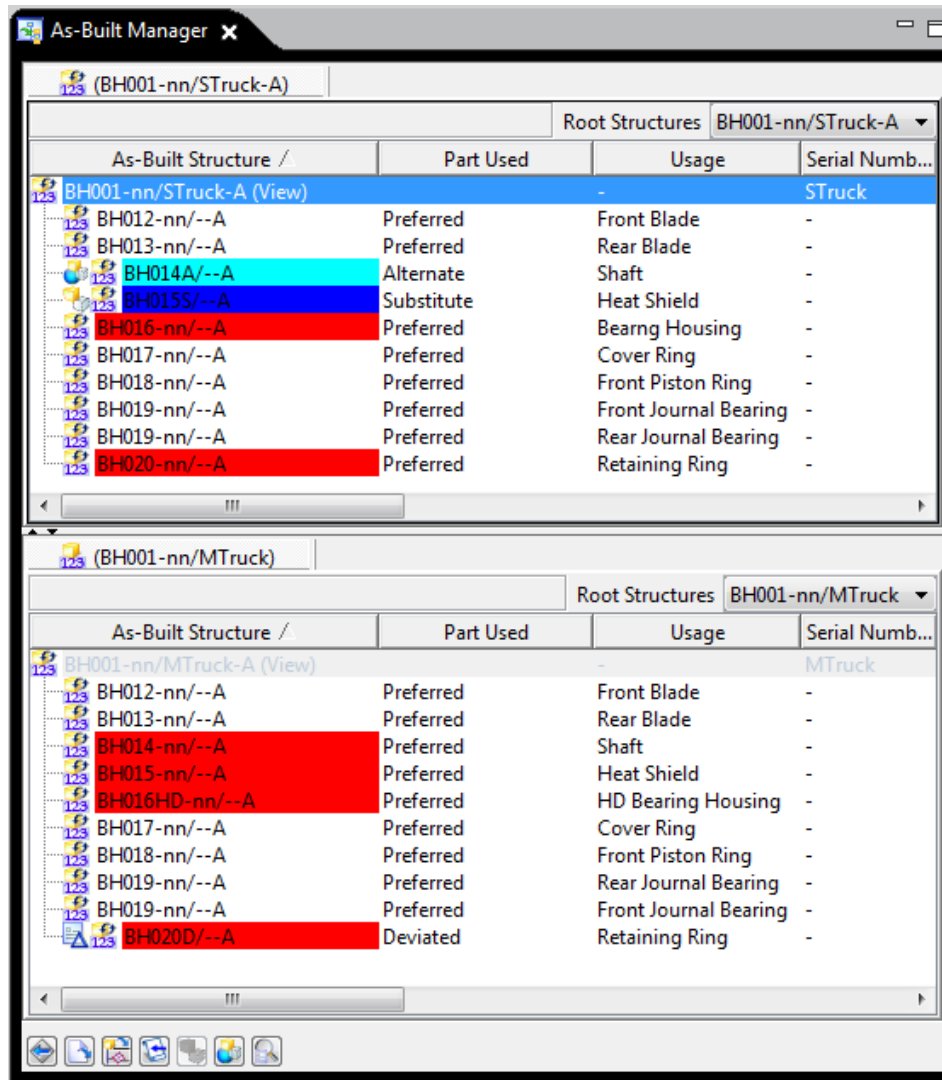 As-Built Manager
(BH001-nn/STruck-A)
Root Structures BH001-nn/STruck-A
As-Built Structure Part Used Usage Serial Numb...
BH001-nn/STruck-A (View) - STruck
BH012-nn/--A Preferred Front Blade -
BH013-nn/--A Preferred Rear Blade -
BH014A/--A Alternate Shaft -
BH015S/--A Substitute Heat Shield -
BH016-nn/--A Preferred Bearng Housing -
BH017-nn/--A Preferred Cover Ring -
BH018-nn/--A Preferred Front Piston Ring -
BH019-nn/--A Preferred Front Journal Bearing -
BH019-nn/--A Preferred Rear Journal Bearing -
BH020-nn/--A Preferred Retaining Ring -
(BH001-nn/MTruck)
Root Structures BH001-nn/MTruck
As-Built Structure Part Used Usage Serial Numb...
BH001-nn/MTruck-A (View) - MTruck
BH012-nn/--A Preferred Front Blade -
BH013-nn/--A Preferred Rear Blade -
BH014-nn/--A Preferred Shaft -
BH015-nn/--A Preferred Heat Shield -
BH016HD-nn/--A Preferred HD Bearing Housing -
BH017-nn/--A Preferred Cover Ring -
BH018-nn/--A Preferred Front Piston Ring -
BH019-nn/--A Preferred Rear Journal Bearing -
BH019-nn/--A Preferred Front Journal Bearing -
BH020D/--A Deviated Retaining Ring -